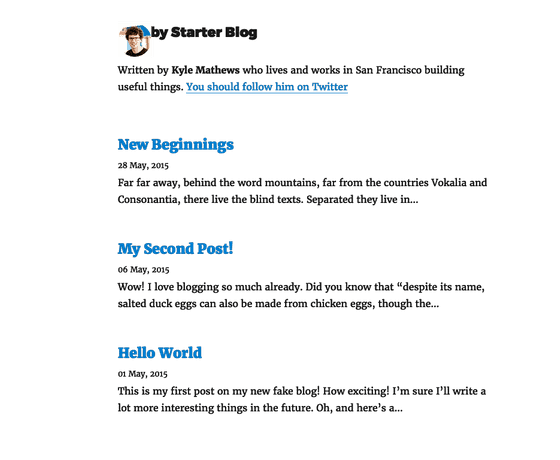 by Starter Blog
Written by Kyle Mathews who lives and works in San Francisco building
useful things. You should follow him on Twitter
New Beginnings
28 May, 2015
Far far away, behind the word mountains, far from the countries Vokalia and
Consonantia, there live the blind texts. Separated they live in…
My Second Post!
06 May, 2015
Wow! I love blogging so much already. Did you know that “despite its name,
salted duck eggs can also be made from chicken eggs, though the…
Hello World
01 May, 2015
This is my first post on my new fake blog! How exciting! I’m sure I’ll write a
lot more interesting things in the future. Oh, and here’s a…